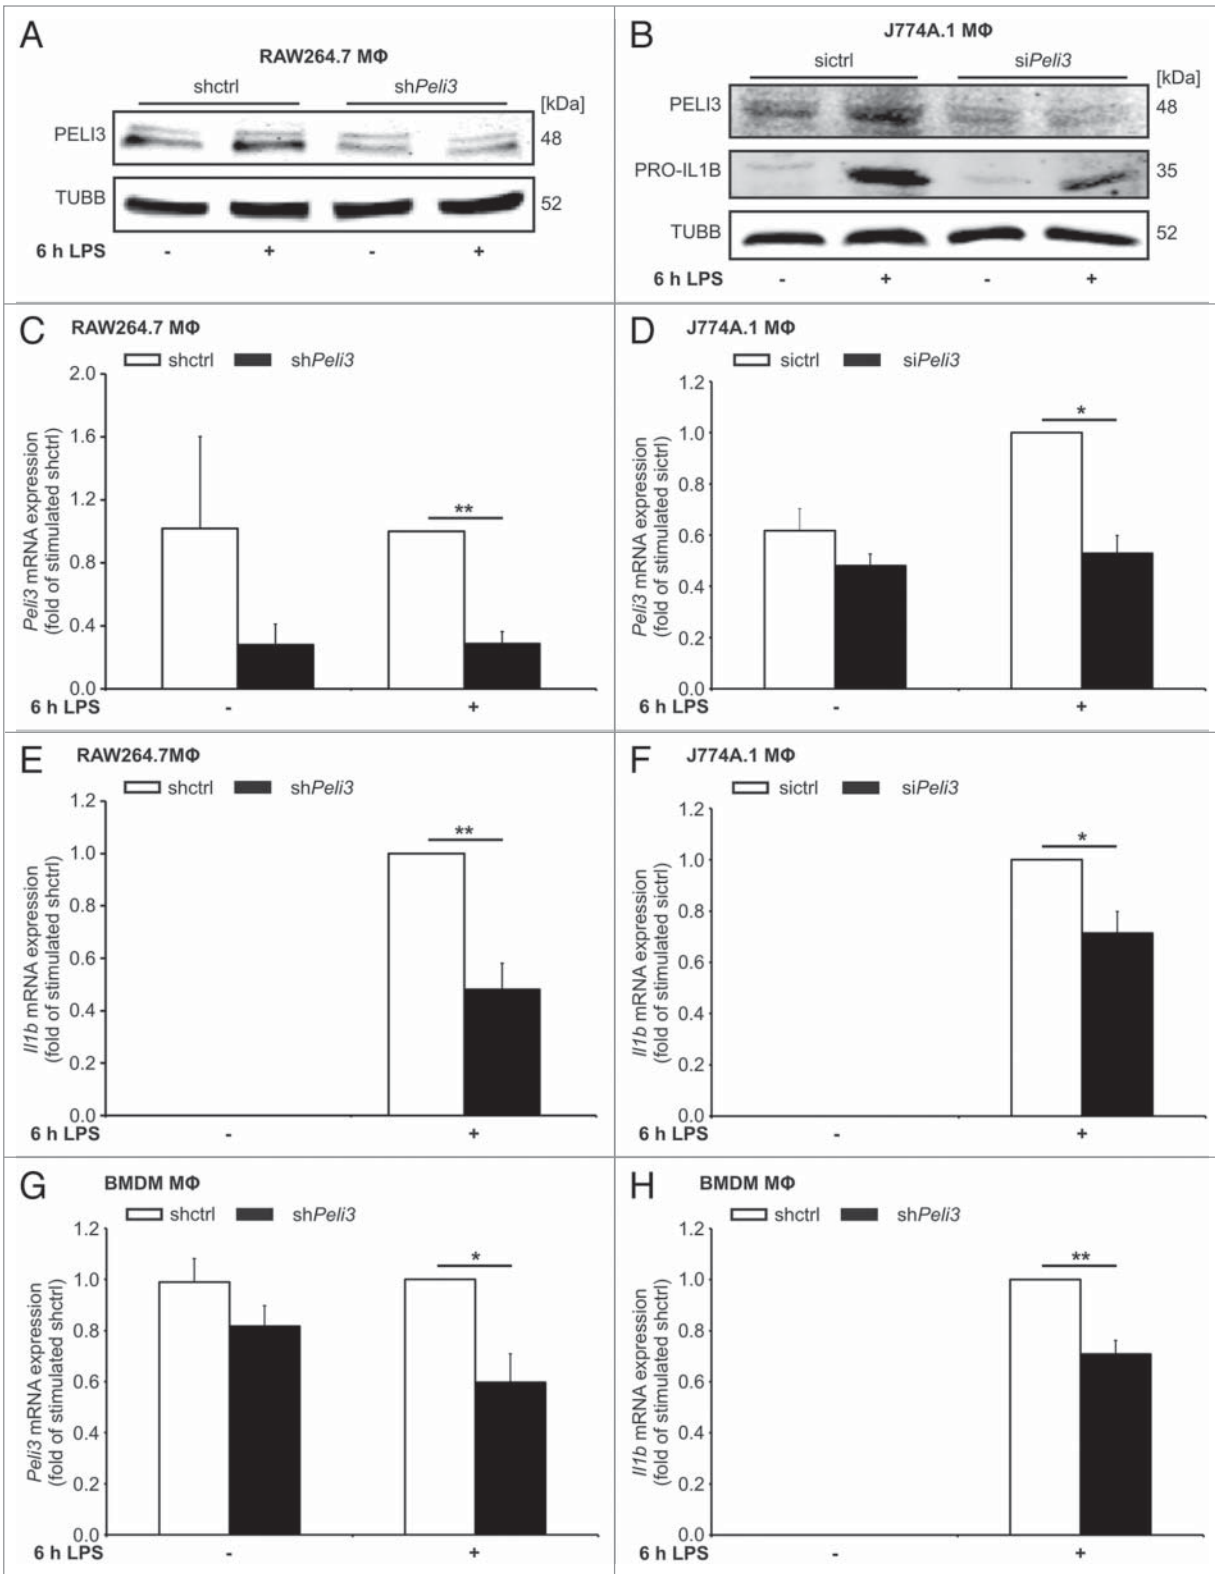 A
RAW264.7 MΦ
shctrl shPeli3
[kDa]
PELI3 48
TUBB 52
6 h LPS - + - +
B
J774A.1 MΦ
sictrl siPeli3
[kDa]
PELI3 48
PRO-IL1B 35
TUBB 52
6 h LPS - + - +
C RAW264.7 MΦ
shctrl shPeli3
Peli3 mRNA expression
(fold of stimulated shctrl)
2.0
1.6
1.2
0.8
0.4
0.0
**
6 h LPS - +
D J774A.1 MΦ
sictrl siPeli3
Peli3 mRNA expression
(fold of stimulated sictrl)
1.2
1.0
0.8
0.6
0.4
0.2
0.0
*
6 h LPS - +
E RAW264.7MΦ
shctrl shPeli3
Il1b mRNA expression
(fold of stimulated shctrl)
1.2
1.0
0.8
0.6
0.4
0.2
0.0
**
6 h LPS - +
F J774A.1 MΦ
sictrl siPeli3
Il1b mRNA expression
(fold of stimulated sictrl)
1.2
1.0
0.8
0.6
0.4
0.2
0.0
*
6 h LPS - +
G BMDM MΦ
shctrl shPeli3
Peli3 mRNA expression
(fold of stimulated shctrl)
1.2
1.0
0.8
0.6
0.4
0.2
0.0
*
6 h LPS - +
H BMDM MΦ
shctrl shPeli3
Il1b mRNA expression
(fold of stimulated shctrl)
1.2
1.0
0.8
0.6
0.4
0.2
0.0
**
6 h LPS - +